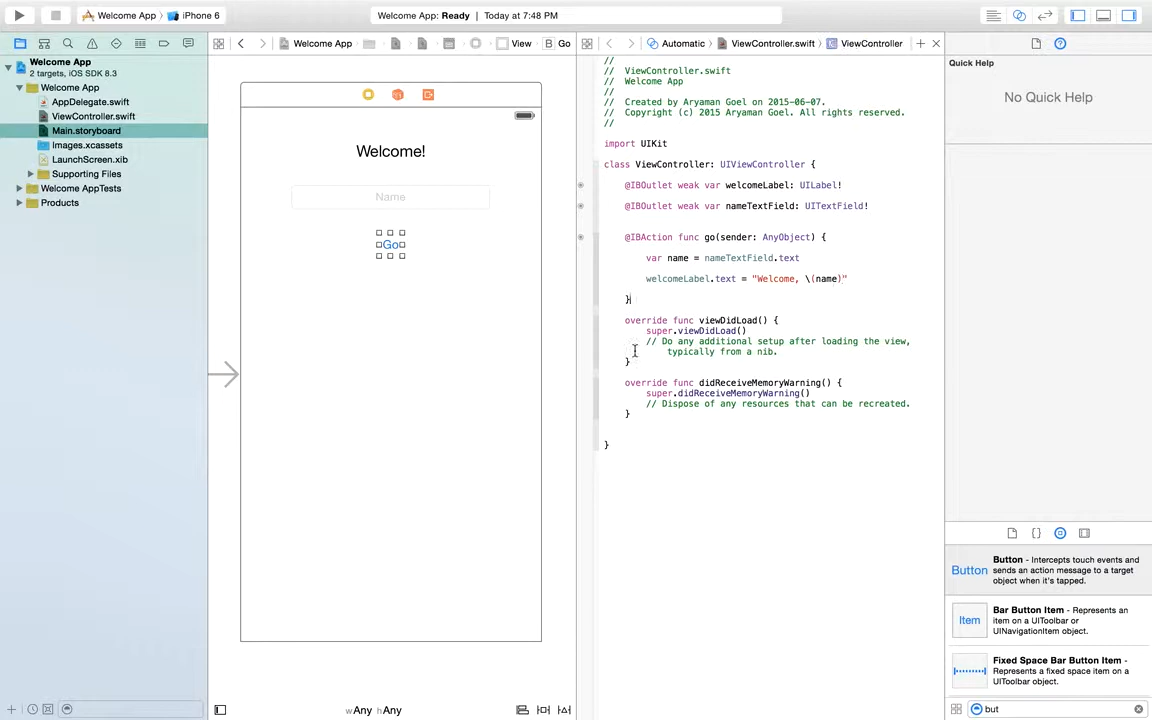 Welcome App
iPhone 6
Welcome App: Ready | Today at 7:48 PM
Welcome App
View
B Go
Automatic
ViewController.swift
ViewController
Welcome App
2 targets, iOS SDK 8.3
Welcome App
AppDelegate.swift
ViewController.swift
Main.storyboard
Images.xcassets
LaunchScreen.xib
Supporting Files
Welcome AppTests
Products
Welcome!
Name
Go
wAny hAny
//
// ViewController.swift
// Welcome App
//
// Created by Aryaman Goel on 2015-06-07.
// Copyright (c) 2015 Aryaman Goel. All rights reserved.
//
import UIKit
class ViewController: UIViewController {
@IBOutlet weak var welcomeLabel: UILabel!
@IBOutlet weak var nameTextField: UITextField!
@IBAction func go(sender: AnyObject) {
var name = nameTextField.text
welcomeLabel.text = "Welcome, \(name)"
}
override func viewDidLoad() {
super.viewDidLoad()
// Do any additional setup after loading the view,
typically from a nib.
}
override func didReceiveMemoryWarning() {
super.didReceiveMemoryWarning()
// Dispose of any resources that can be recreated.
}
}
Quick Help
No Quick Help
Button
Button - Intercepts touch events and
sends an action message to a target
object when it's tapped.
Item
Bar Button Item - Represents an
item on a UIToolbar or
UINavigationItem object.
Fixed Space Bar Button Item -
Represents a fixed space item on a
UIToolbar object.
but